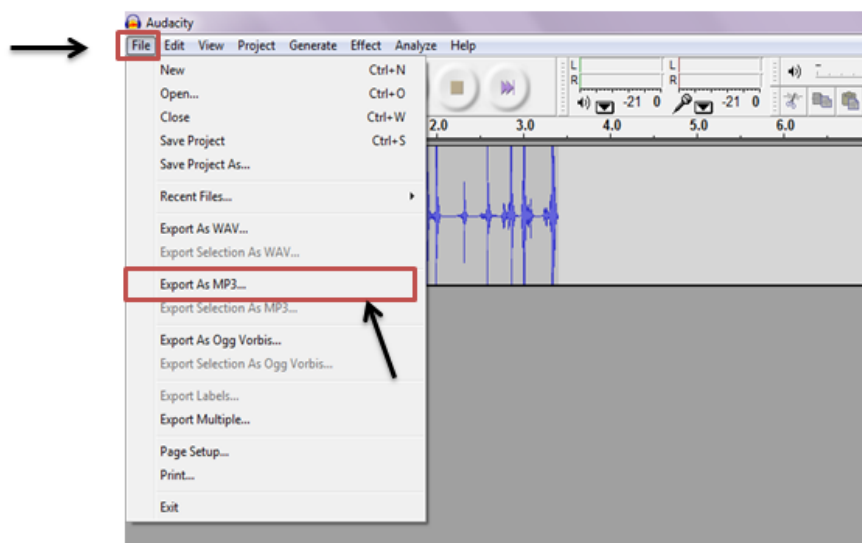 Audacity
File Edit View Project Generate Effect Analyze Help
New Ctrl+N
Open... Ctrl+O
Close Ctrl+W
Save Project Ctrl+S
Save Project As...
Recent Files...
Export As WAV...
Export Selection As WAV...
Export As MP3...
Export Selection As MP3...
Export As Ogg Vorbis...
Export Selection As Ogg Vorbis...
Export Labels...
Export Multiple...
Page Setup...
Print...
Exit
L L
R R
-21 0 -21 0
2.0 3.0 4.0 5.0 6.0